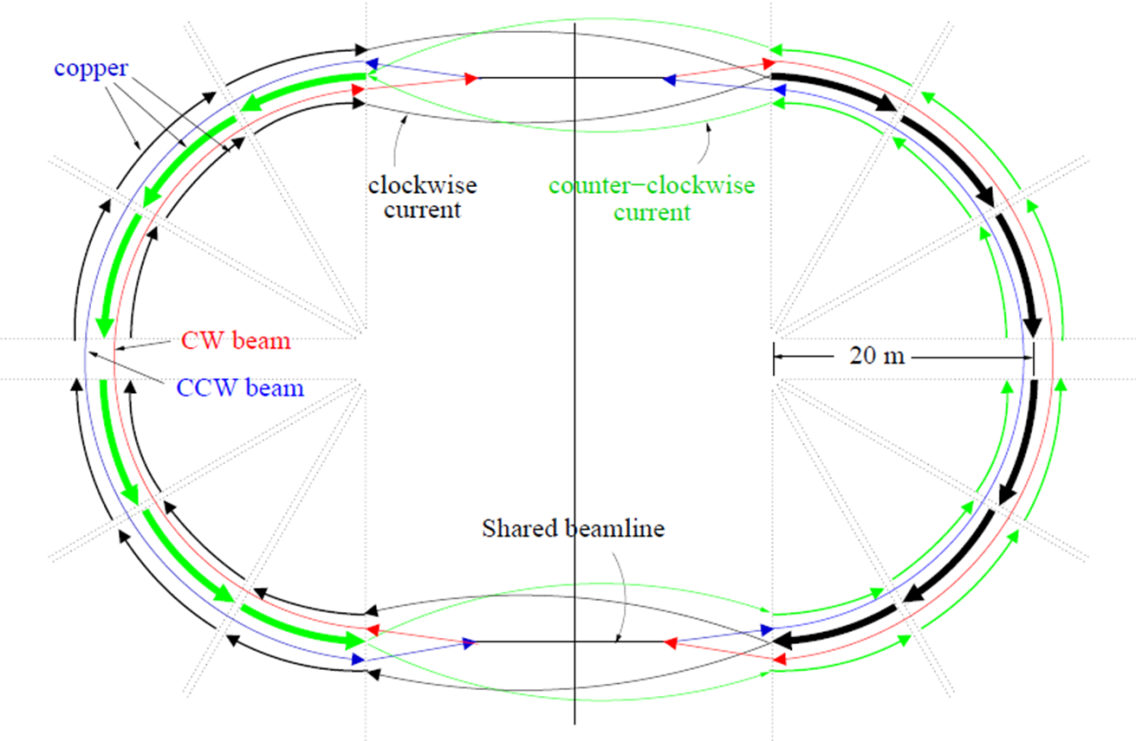 copper
clockwise
current
counter−clockwise
current
CW beam
CCW beam
20 m
Shared beamline